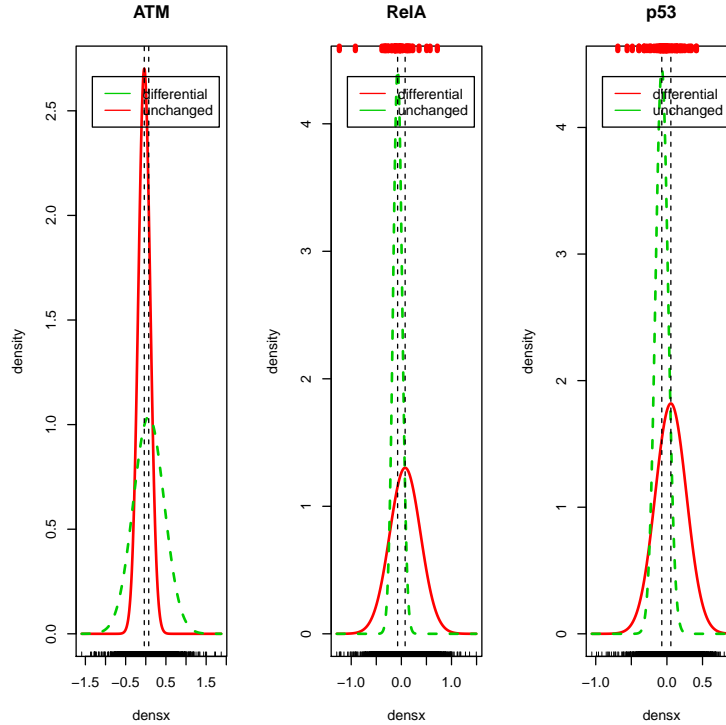 ATM
RelA
p53
differential
unchanged
differential
unchanged
differential
unchanged
density
0.0
0.5
1.0
1.5
2.0
2.5
density
0
1
2
3
4
density
0
1
2
3
4
−1.5 −0.5 0.5 1.5
−1.0 0.0 1.0
−1.0 0.0 0.5
densx
densx
densx